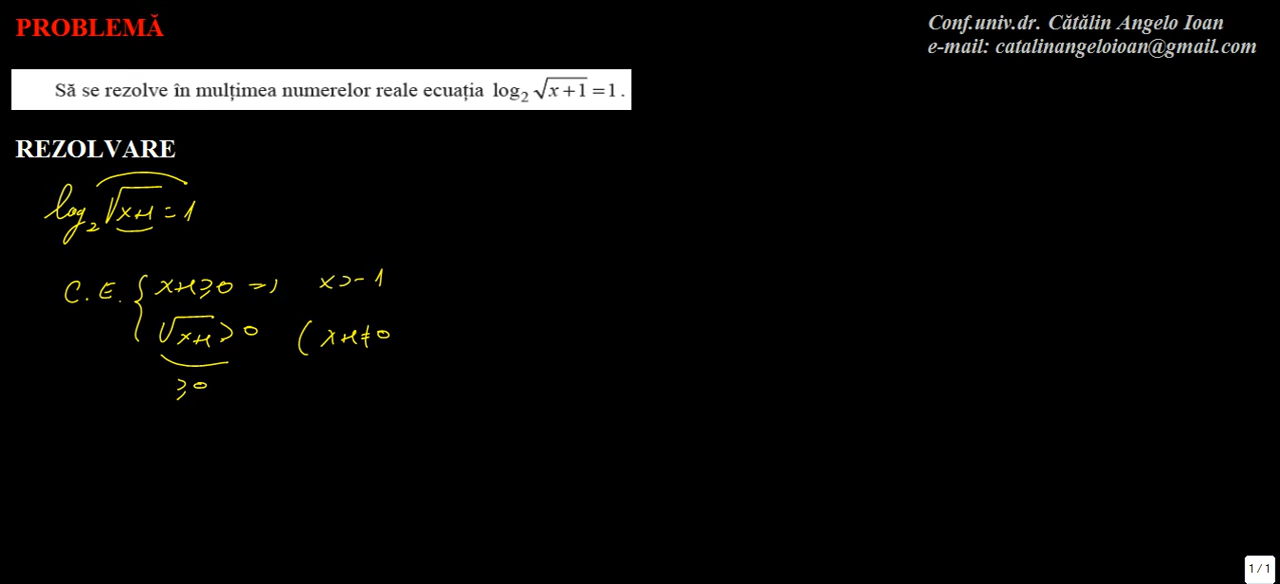 PROBLEMĂ
Conf.univ.dr. Cătălin Angelo Ioan
e-mail: catalinangeloioan@gmail.com
Să se rezolve în mulțimea numerelor reale ecuația log₂ √(x+1) = 1.
REZOLVARE
log₂ √(x+1) = 1
C.E. { x+1 ≥ 0 => x > -1
√(x+1) > 0 ( x+1 ≠ 0
≥ 0
1 / 1